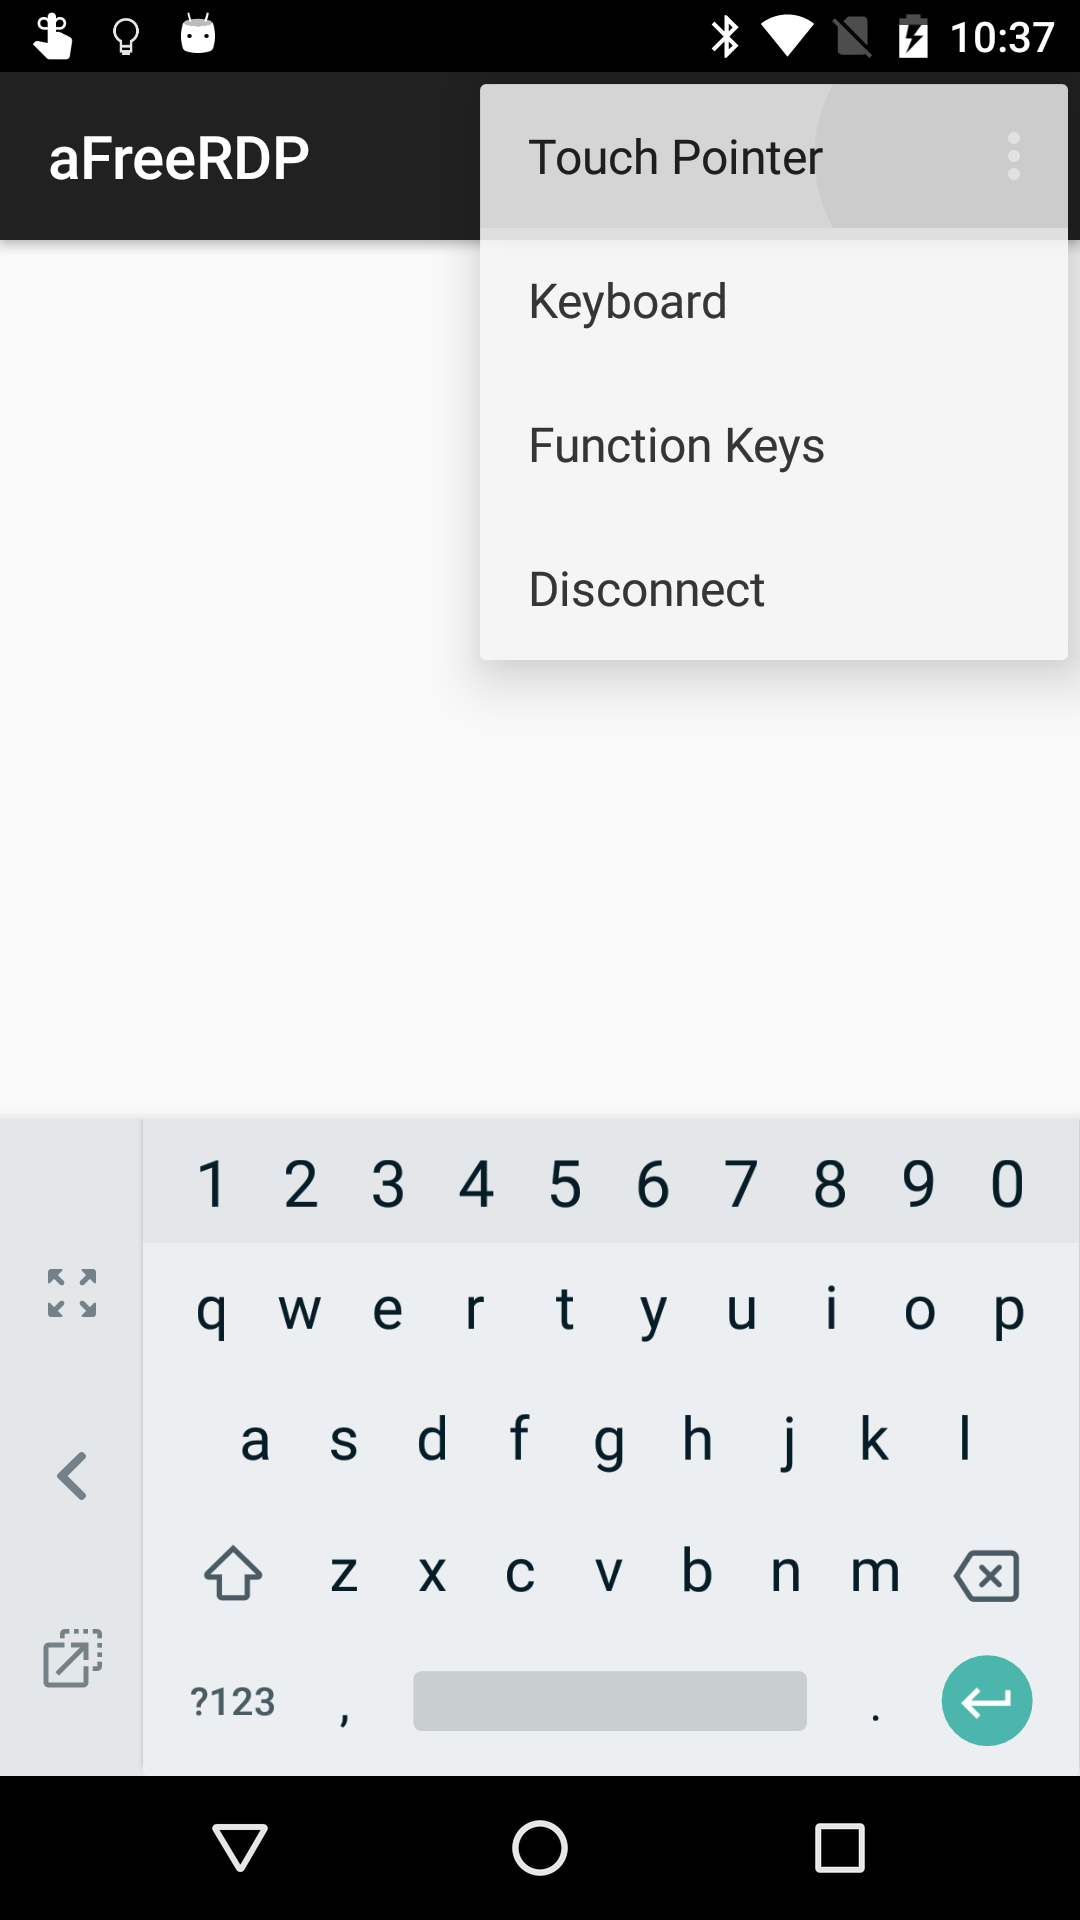 10:37
aFreeRDP
Touch Pointer
Keyboard
Function Keys
Disconnect
1 2 3 4 5 6 7 8 9 0
q w e r t y u i o p
a s d f g h j k l
z x c v b n m
?123 , .